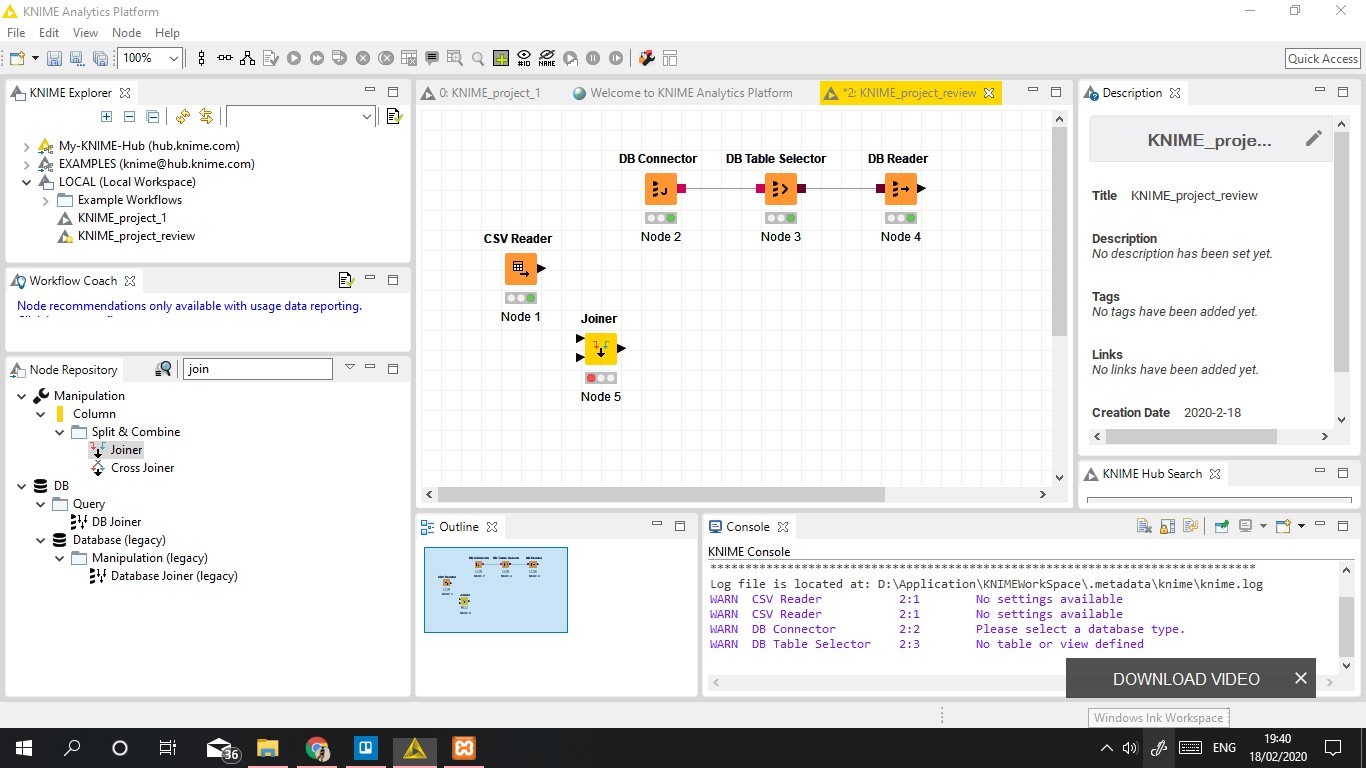 KNIME Analytics Platform
File Edit View Node Help
100%
#ID
NAME
Quick Access
KNIME Explorer
My-KNIME-Hub (hub.knime.com)
EXAMPLES (knime@hub.knime.com)
LOCAL (Local Workspace)
Example Workflows
KNIME_project_1
KNIME_project_review
Workflow Coach
Node recommendations only available with usage data reporting.
Node Repository
join
Manipulation
Column
Split & Combine
Joiner
Cross Joiner
DB
Query
DB Joiner
Database (legacy)
Manipulation (legacy)
Database Joiner (legacy)
0: KNIME_project_1
Welcome to KNIME Analytics Platform
*2: KNIME_project_review
DB Connector
DB Table Selector
DB Reader
Node 2
Node 3
Node 4
CSV Reader
Node 1
Joiner
Node 5
Description
KNIME_proje...
Title KNIME_project_review
Description
No description has been set yet.
Tags
No tags have been added yet.
Links
No links have been added yet.
Creation Date 2020-2-18
KNIME Hub Search
Outline
Console
KNIME Console
Log file is located at: D:\Application\KNIMEWorkSpace\.metadata\knime\knime.log
WARN CSV Reader 2:1 No settings available
WARN CSV Reader 2:1 No settings available
WARN DB Connector 2:2 Please select a database type.
WARN DB Table Selector 2:3 No table or view defined
DOWNLOAD VIDEO
Windows Ink Workspace
36
ENG
19:40
18/02/2020